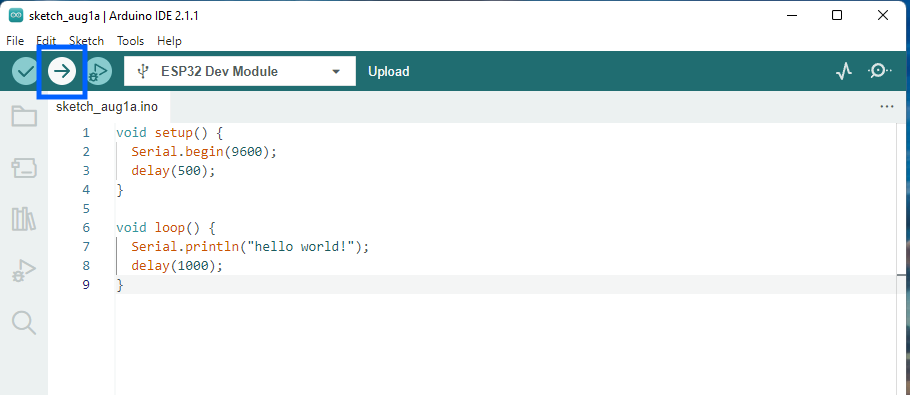 sketch_aug1a | Arduino IDE 2.1.1
File Edit Sketch Tools Help
ESP32 Dev Module Upload
sketch_aug1a.ino ...
1 void setup() {
2   Serial.begin(9600);
3   delay(500);
4 }
5
6 void loop() {
7   Serial.println("hello world!");
8   delay(1000);
9 }